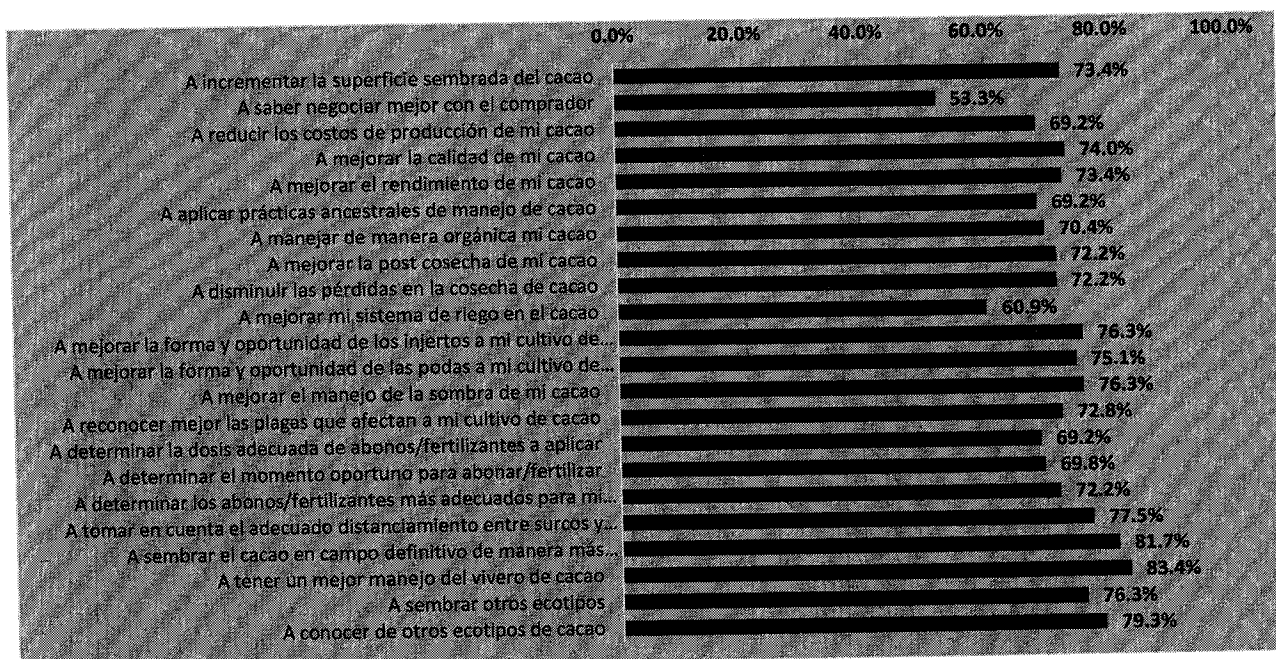 0.0% 20.0% 40.0% 60.0% 80.0% 100.0%
A incrementar la superficie sembrada del cacao 73.4%
A saber negociar mejor con el comprador 53.3%
A reducir los costos de producción de mi cacao 69.2%
A mejorar la calidad de mi cacao 74.0%
A mejorar el rendimiento de mi cacao 73.4%
A aplicar prácticas ancestrales de manejo de cacao 69.2%
A manejar de manera orgánica mi cacao 70.4%
A mejorar la post cosecha de mi cacao 72.2%
A disminuir las pérdidas en la cosecha de cacao 72.2%
A mejorar mi sistema de riego en el cacao 60.9%
A mejorar la forma y oportunidad de los injertos a mi cultivo de... 76.3%
A mejorar la forma y oportunidad de las podas a mi cultivo de... 75.1%
A mejorar el manejo de la sombra de mi cacao 76.3%
A reconocer mejor las plagas que afectan a mi cultivo de cacao 72.8%
A determinar la dosis adecuada de abonos/fertilizantes a aplicar 69.2%
A determinar el momento oportuno para abonar/fertilizar 69.8%
A determinar los abonos/fertilizantes más adecuados para mi... 72.2%
A tomar en cuenta el adecuado distanciamiento entre surcos y... 77.5%
A sembrar el cacao en campo definitivo de manera más... 81.7%
A tener un mejor manejo del vivero de cacao 83.4%
A sembrar otros ecotipos 76.3%
A conocer de otros ecotipos de cacao 79.3%